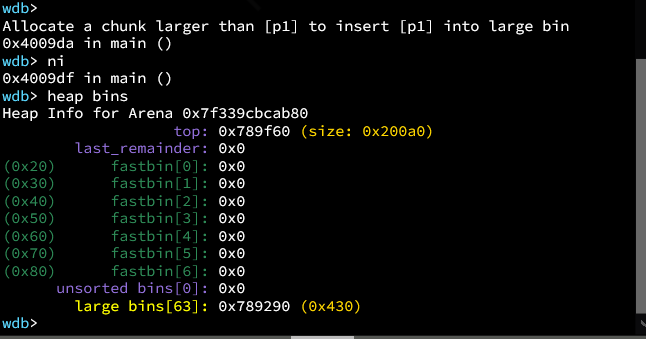 wdb>
Allocate a chunk larger than [p1] to insert [p1] into large bin
0x4009da in main ()
wdb> ni
0x4009df in main ()
wdb> heap bins
Heap Info for Arena 0x7f339cbcab80
top: 0x789f60 (size: 0x200a0)
last_remainder: 0x0
(0x20) fastbin[0]: 0x0
(0x30) fastbin[1]: 0x0
(0x40) fastbin[2]: 0x0
(0x50) fastbin[3]: 0x0
(0x60) fastbin[4]: 0x0
(0x70) fastbin[5]: 0x0
(0x80) fastbin[6]: 0x0
unsorted bins[0]: 0x0
large bins[63]: 0x789290 (0x430)
wdb>